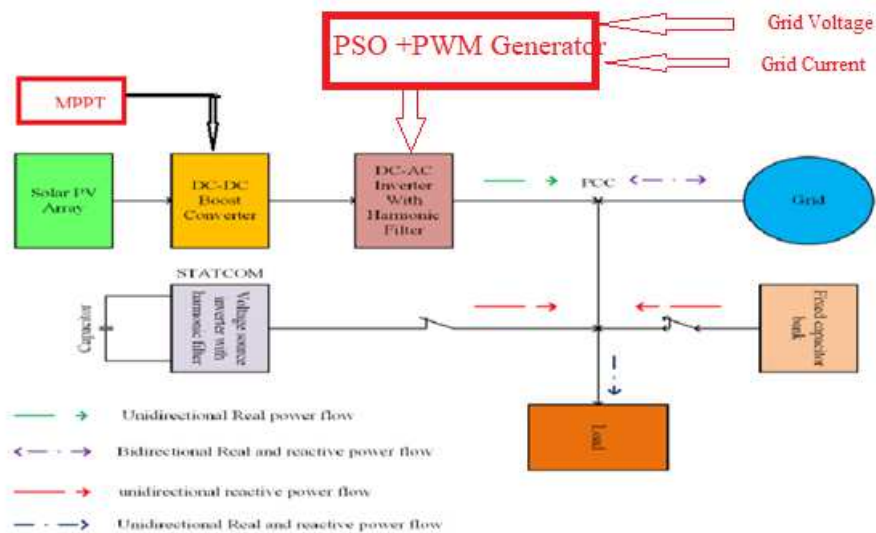 Grid Voltage
PSO +PWM Generator
Grid Current
MPPT
Solar PV
Array
DC-DC
Boost
Converter
DC-AC
Inverter
With
Harmonic
Filter
PCC
Grid
STATCOM
Capacitor
Voltage source
inverter with
harmonic filter
Fixed capacitor
bank
Load
Unidirectional Real power flow
Bidirectional Real and reactive power flow
unidirectional reactive power flow
Unidirectional Real and reactive power flow